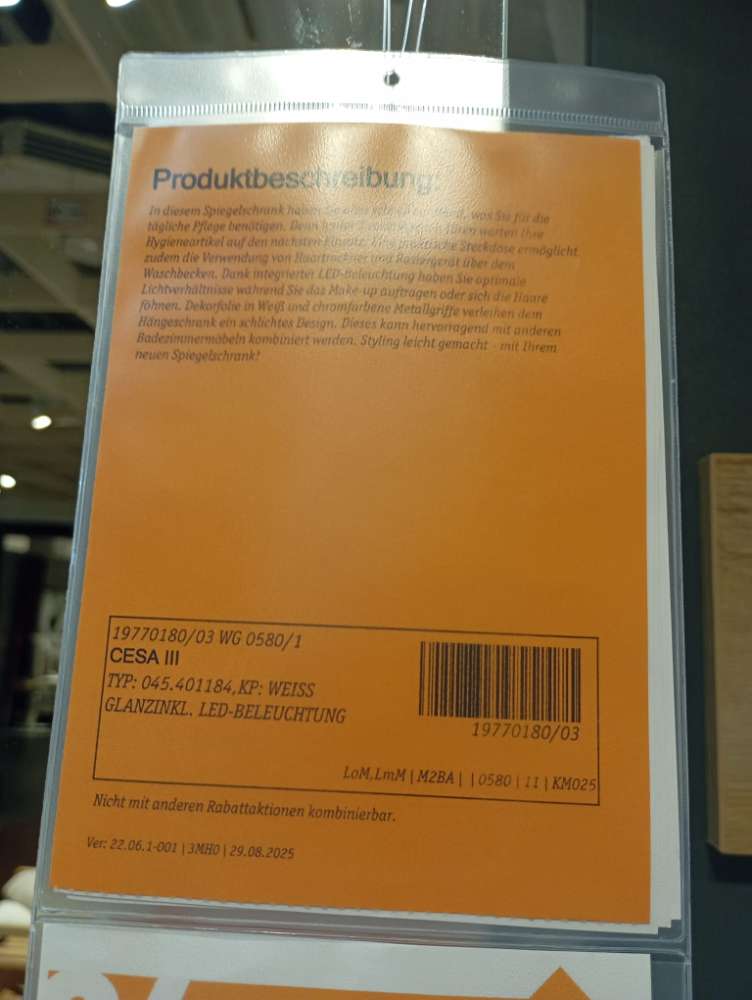 Produktbeschreibung:
In diesem Spiegelschrank haben Sie alles schnell zur Hand, was Sie für die
tägliche Pflege benötigen. Denn hinter Türen warten Ihre
Hygieneartikel auf den nächsten Einsatz. Eine praktische Steckdose ermöglicht
zudem die Verwendung von Haartrockner und Rasiergerät über dem
Waschbecken. Dank integrierter LED-Beleuchtung haben Sie optimale
Lichtverhältnisse während Sie das Make-up auftragen oder sich die Haare
föhnen. Dekorfolie in Weiß und chromfarbene Metallgriffe verleihen dem
Hängeschrank ein schlichtes Design. Dieses kann hervorragend mit anderen
Badezimmermöbeln kombiniert werden. Styling leicht gemacht - mit Ihrem
neuen Spiegelschrank!
19770180/03 WG 0580/1
CESA III
TYP: 045.401184,KP: WEISS
GLANZINKL. LED-BELEUCHTUNG
19770180/03
LoM,LmM | M2BA | | 0580 | 11 | KM025
Nicht mit anderen Rabattaktionen kombinierbar.
Ver: 22.06.1-001 | 3MH0 | 29.08.2025